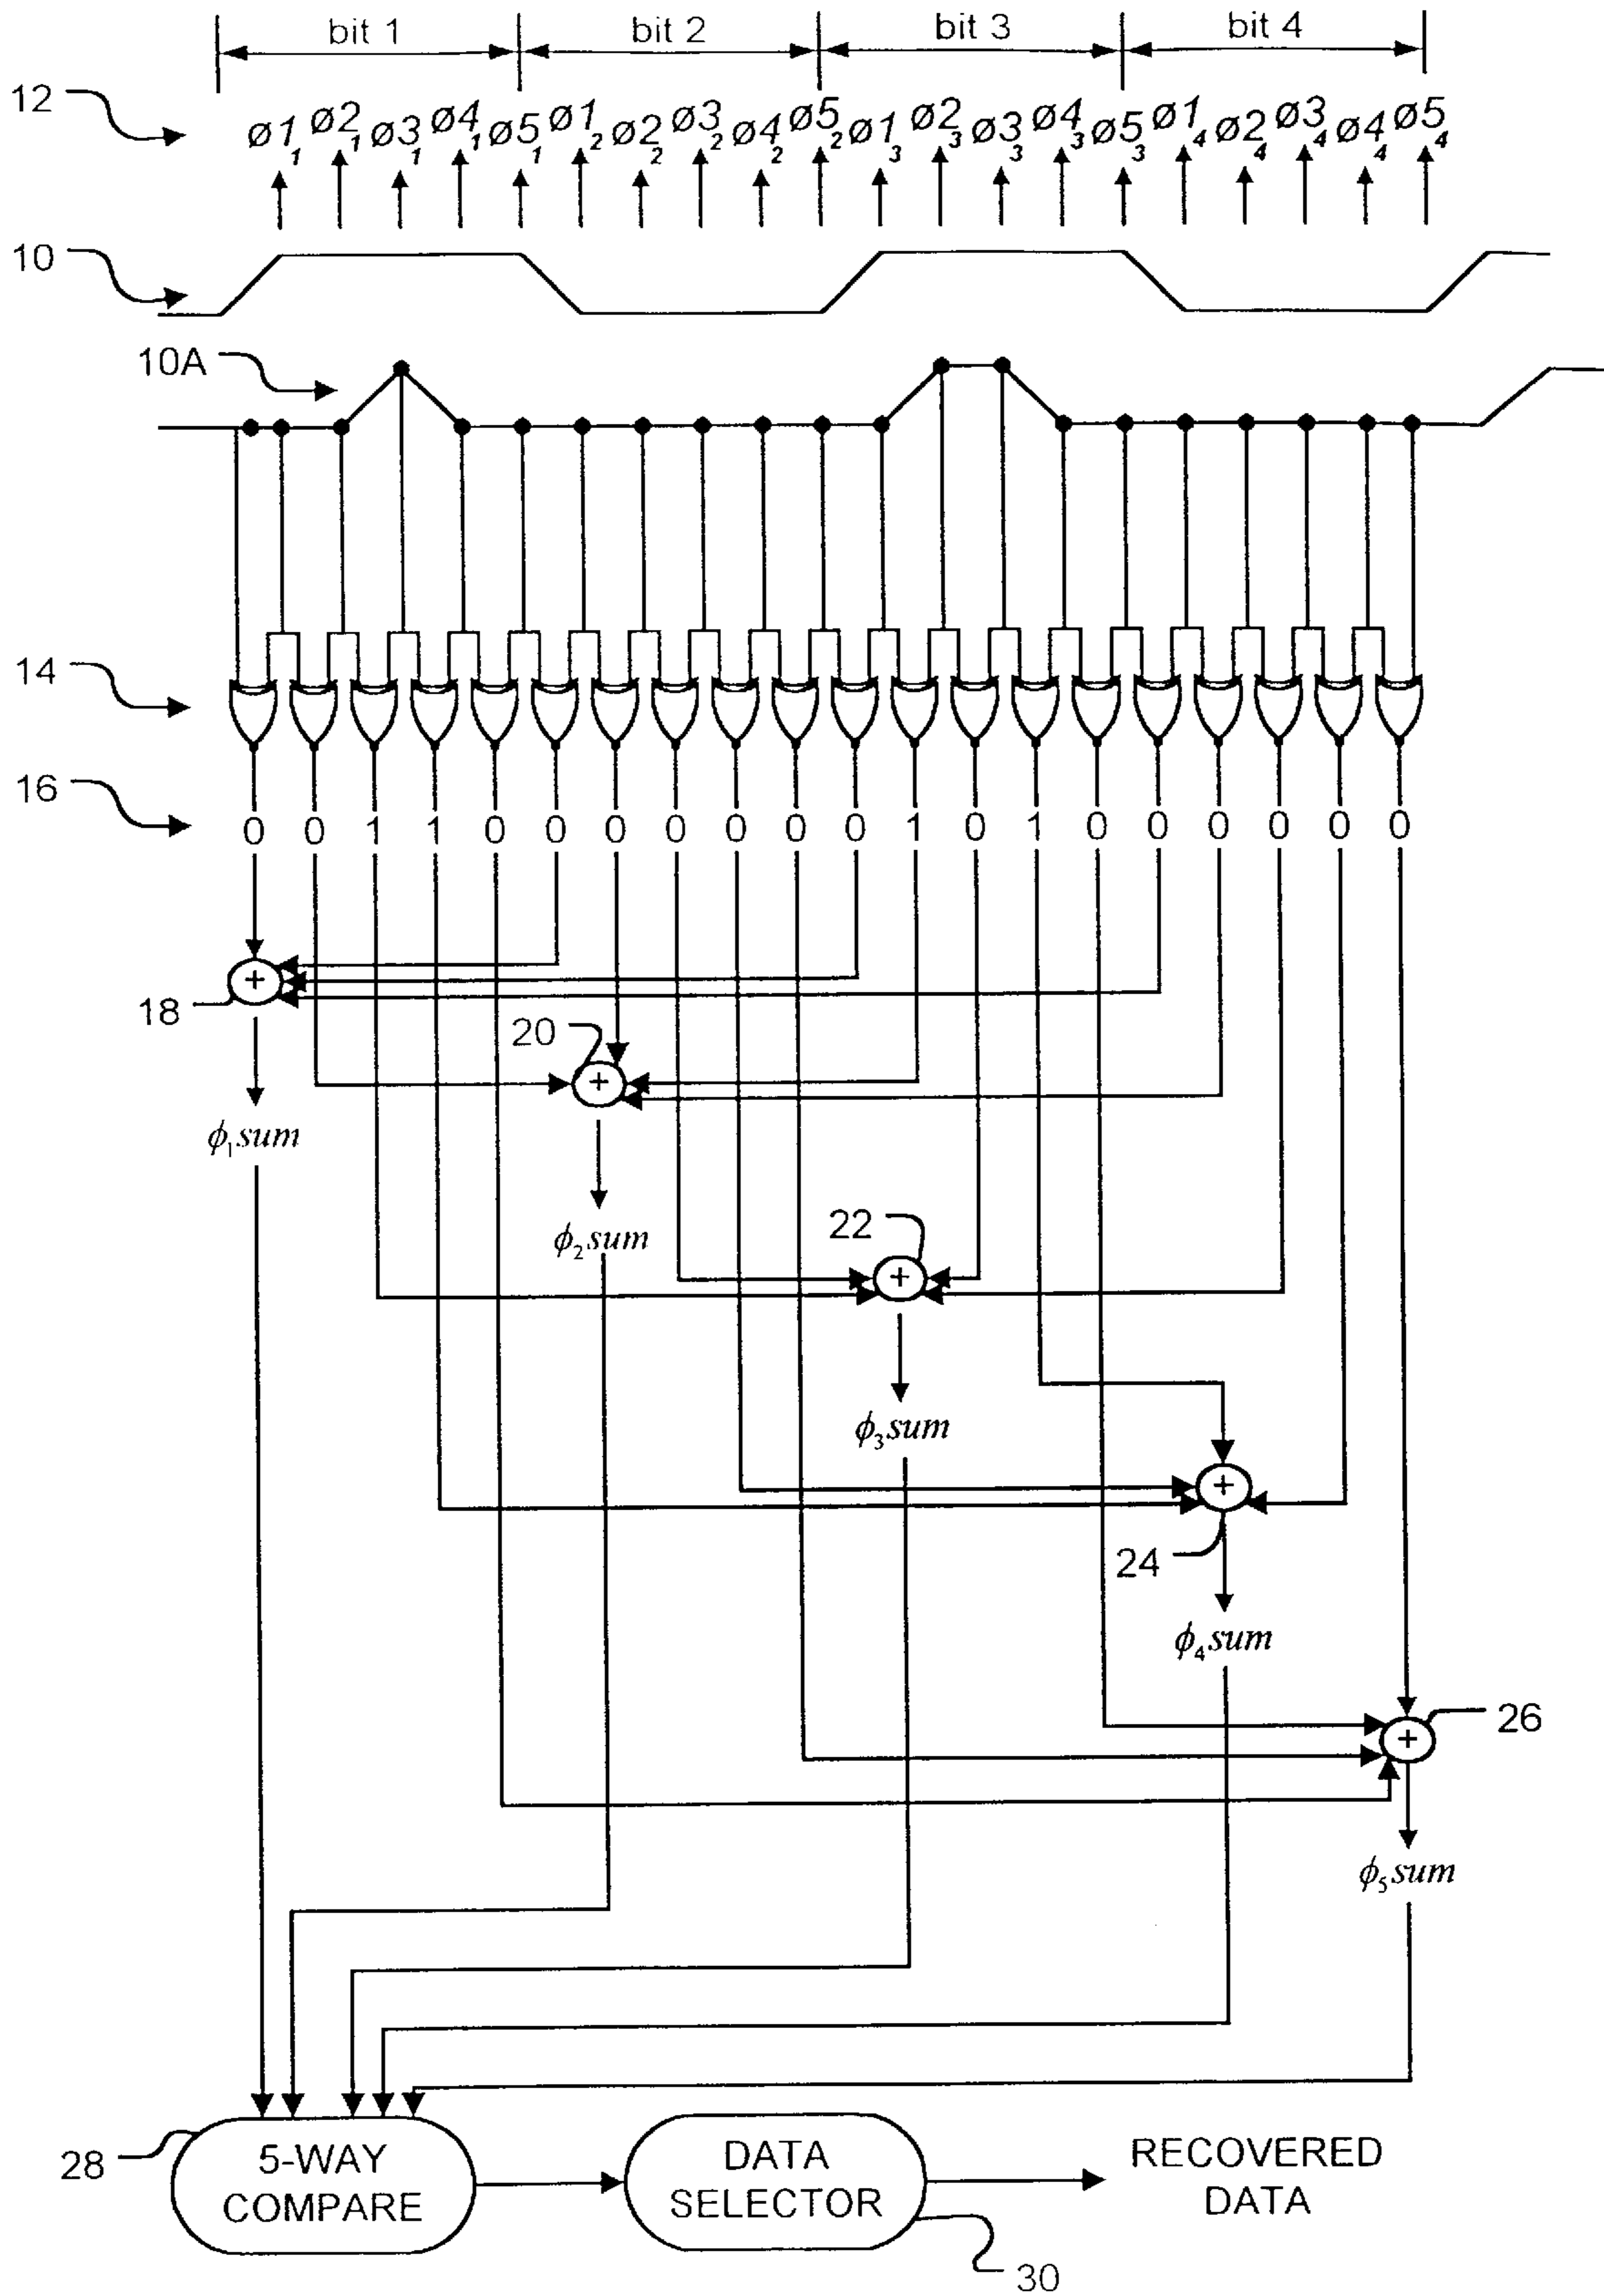 bit 1 bit 2 bit 3 bit 4
12
ø1₁ ø2₁ ø3₁ ø4₁ ø5₁ ø1₂ ø2₂ ø3₂ ø4₂ ø5₂ ø1₃ ø2₃ ø3₃ ø4₃ ø5₃ ø1₄ ø2₄ ø3₄ ø4₄ ø5₄
10
10A
14
16
0 0 1 1 0 0 0 0 0 0 0 1 0 1 0 0 0 0 0 0
+
18
20
+
ϕ₁sum
22
ϕ₂sum
+
ϕ₃sum
+
24
ϕ₄sum
26
+
ϕ₅sum
28
5-WAY
COMPARE
DATA
SELECTOR
RECOVERED
DATA
30